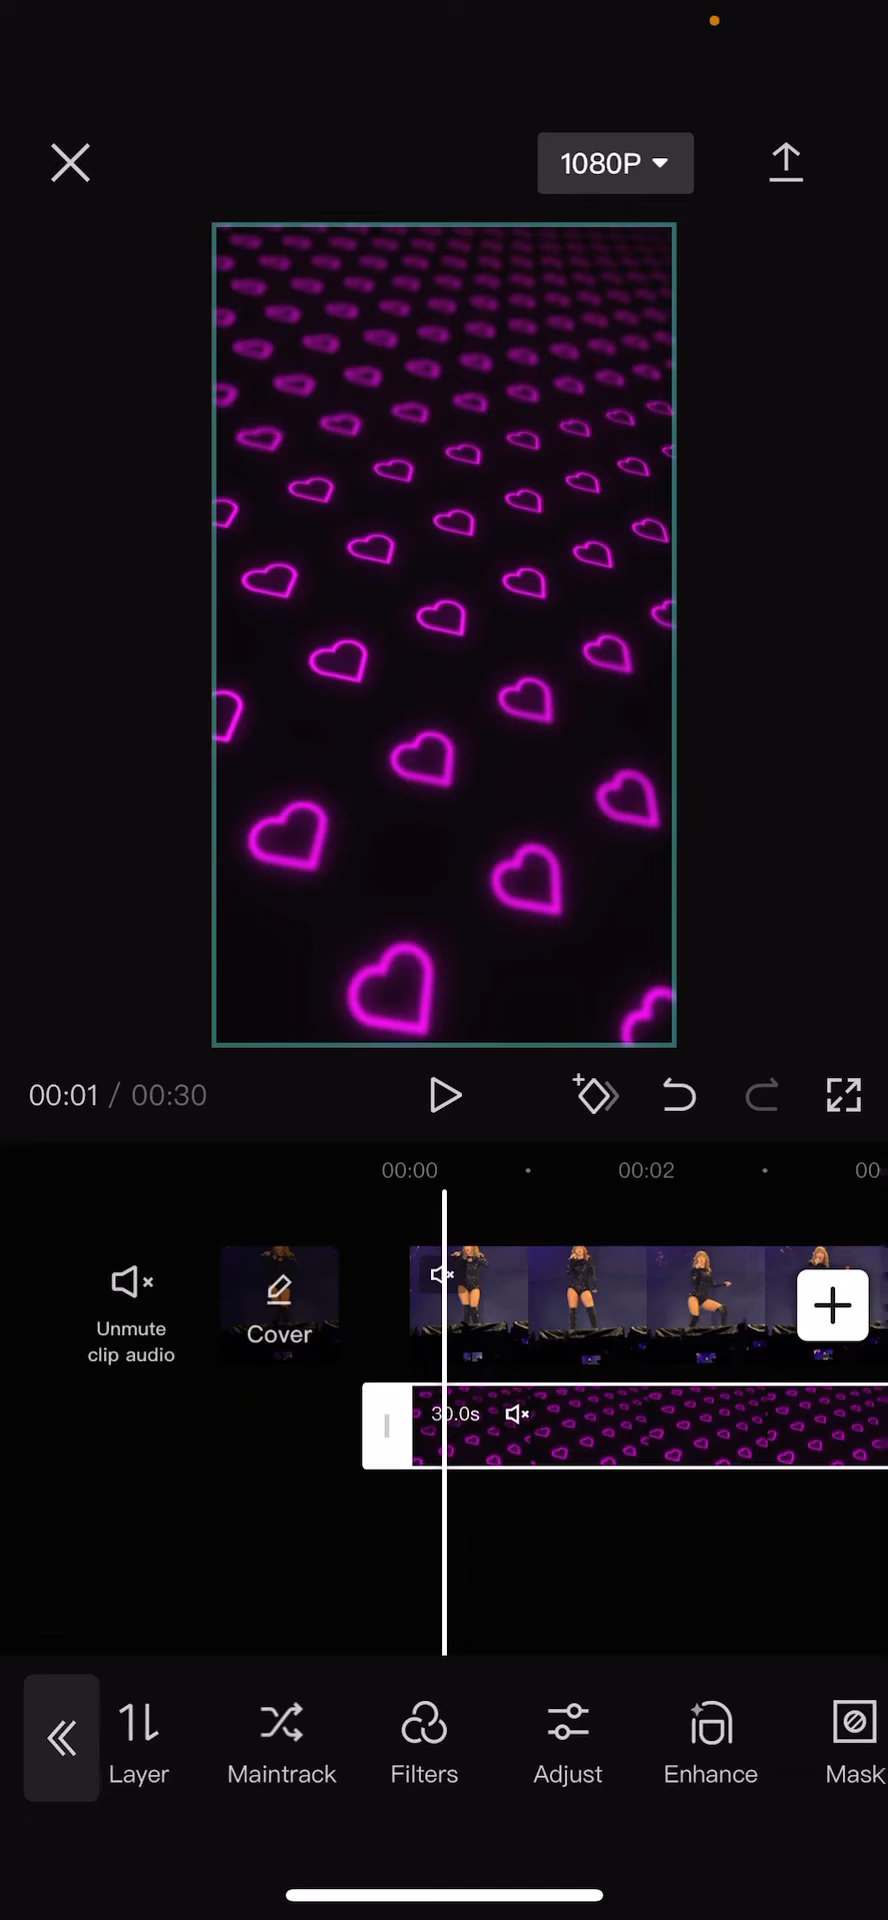 1080P
00:01 / 00:30
00:00
00:02
00
Unmute
clip audio
Cover
30.0s
Layer
Maintrack
Filters
Adjust
Enhance
Mask